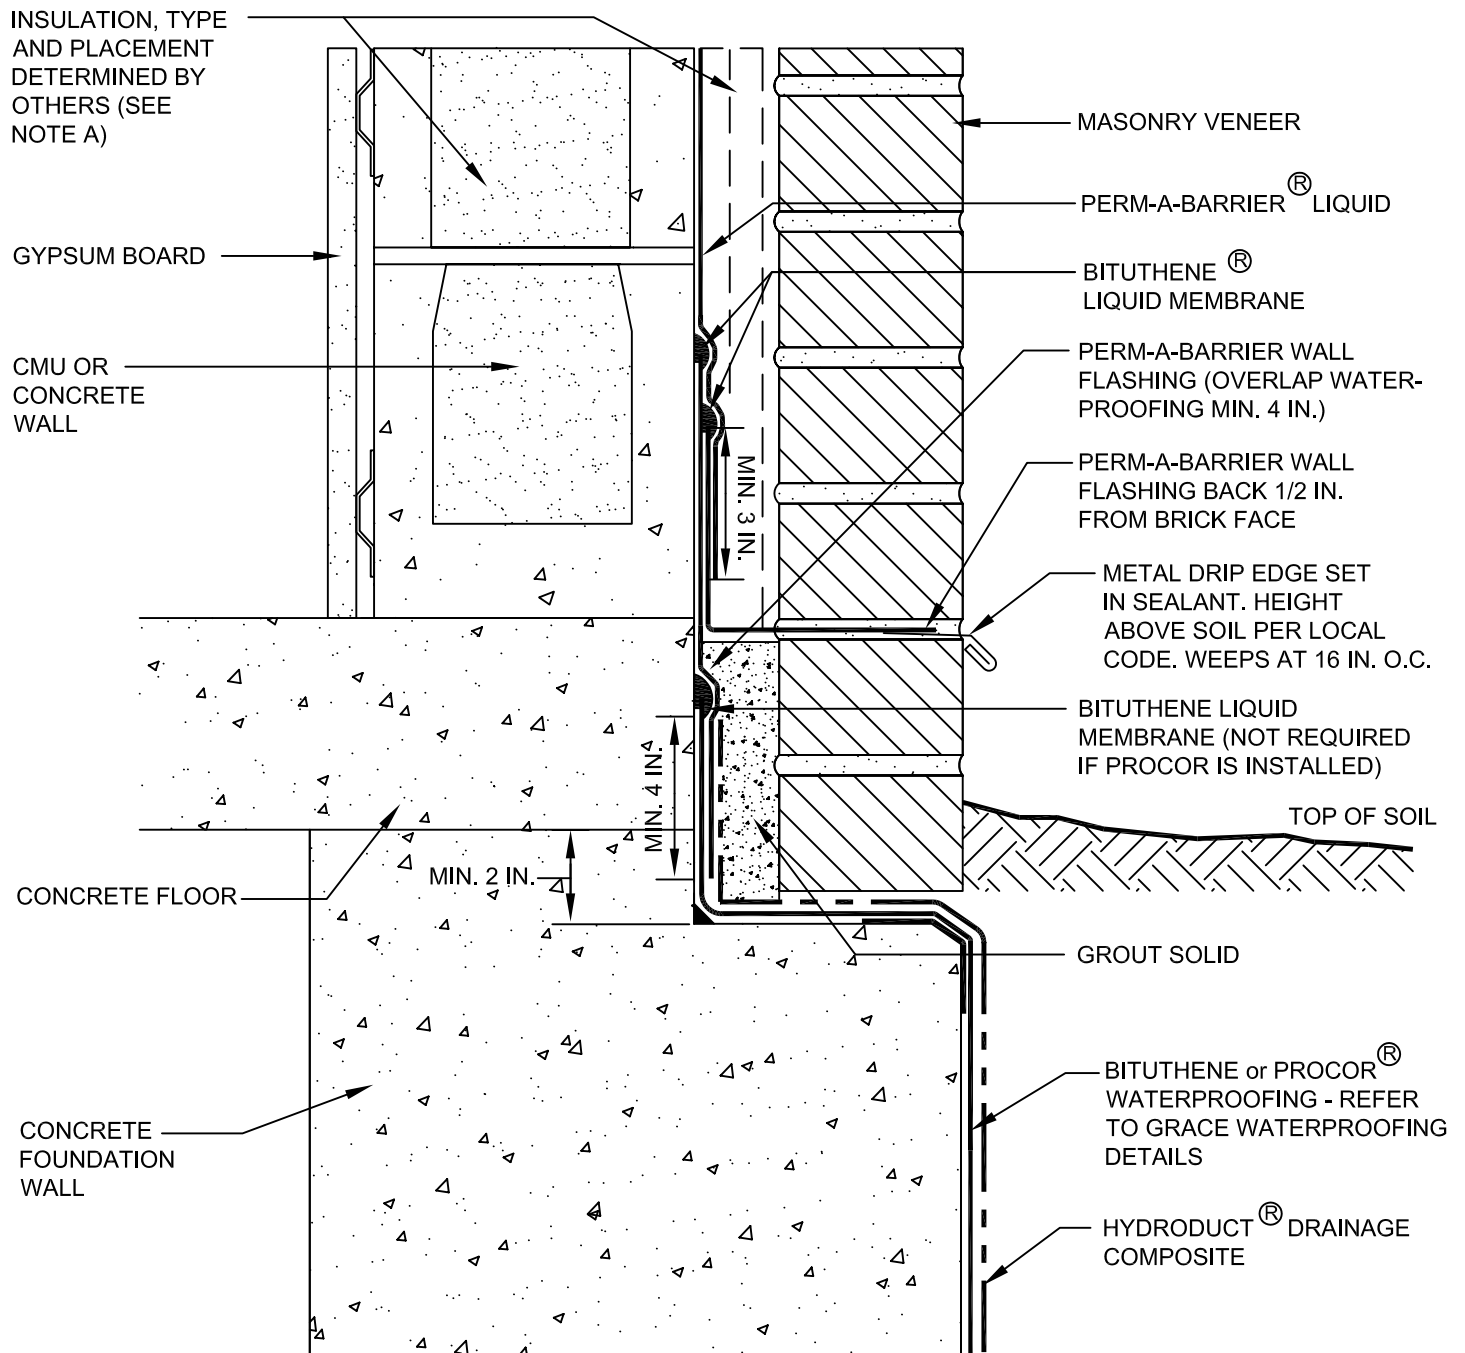 INSULATION, TYPE
AND PLACEMENT
DETERMINED BY
OTHERS (SEE
NOTE A)
GYPSUM BOARD
CMU OR
CONCRETE
WALL
CONCRETE FLOOR
CONCRETE
FOUNDATION
WALL
MIN. 3 IN.
MIN. 4 IN.
MIN. 2 IN.
MASONRY VENEER
PERM-A-BARRIER® LIQUID
BITUTHENE ®
LIQUID MEMBRANE
PERM-A-BARRIER WALL
FLASHING (OVERLAP WATER-
PROOFING MIN. 4 IN.)
PERM-A-BARRIER WALL
FLASHING BACK 1/2 IN.
FROM BRICK FACE
METAL DRIP EDGE SET
IN SEALANT. HEIGHT
ABOVE SOIL PER LOCAL
CODE. WEEPS AT 16 IN. O.C.
BITUTHENE LIQUID
MEMBRANE (NOT REQUIRED
IF PROCOR IS INSTALLED)
TOP OF SOIL
GROUT SOLID
BITUTHENE or PROCOR®
WATERPROOFING - REFER
TO GRACE WATERPROOFING
DETAILS
HYDRODUCT® DRAINAGE
COMPOSITE